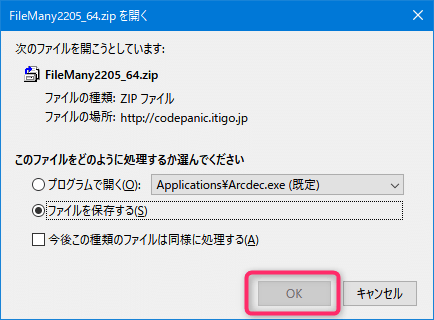 FileMany2205_64.zip を開く
次のファイルを開こうとしています:
FileMany2205_64.zip
ファイルの種類: ZIP ファイル
ファイルの場所: http://codepanic.itigo.jp
このファイルをどのように処理するか選んでください
プログラムで開く(O): Applications¥Arcdec.exe (既定)
ファイルを保存する(S)
今後この種類のファイルは同様に処理する(A)
OK キャンセル